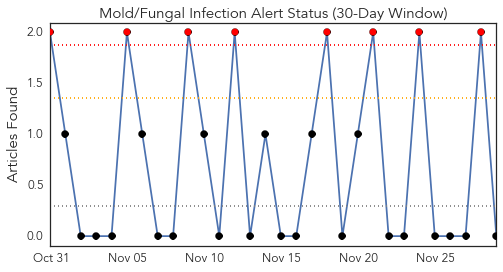 Mold/Fungal Infection Alert Status (30-Day Window)
Articles Found
2.0
1.5
1.0
0.5
0.0
Oct 31 Nov 05 Nov 10 Nov 15 Nov 20 Nov 25